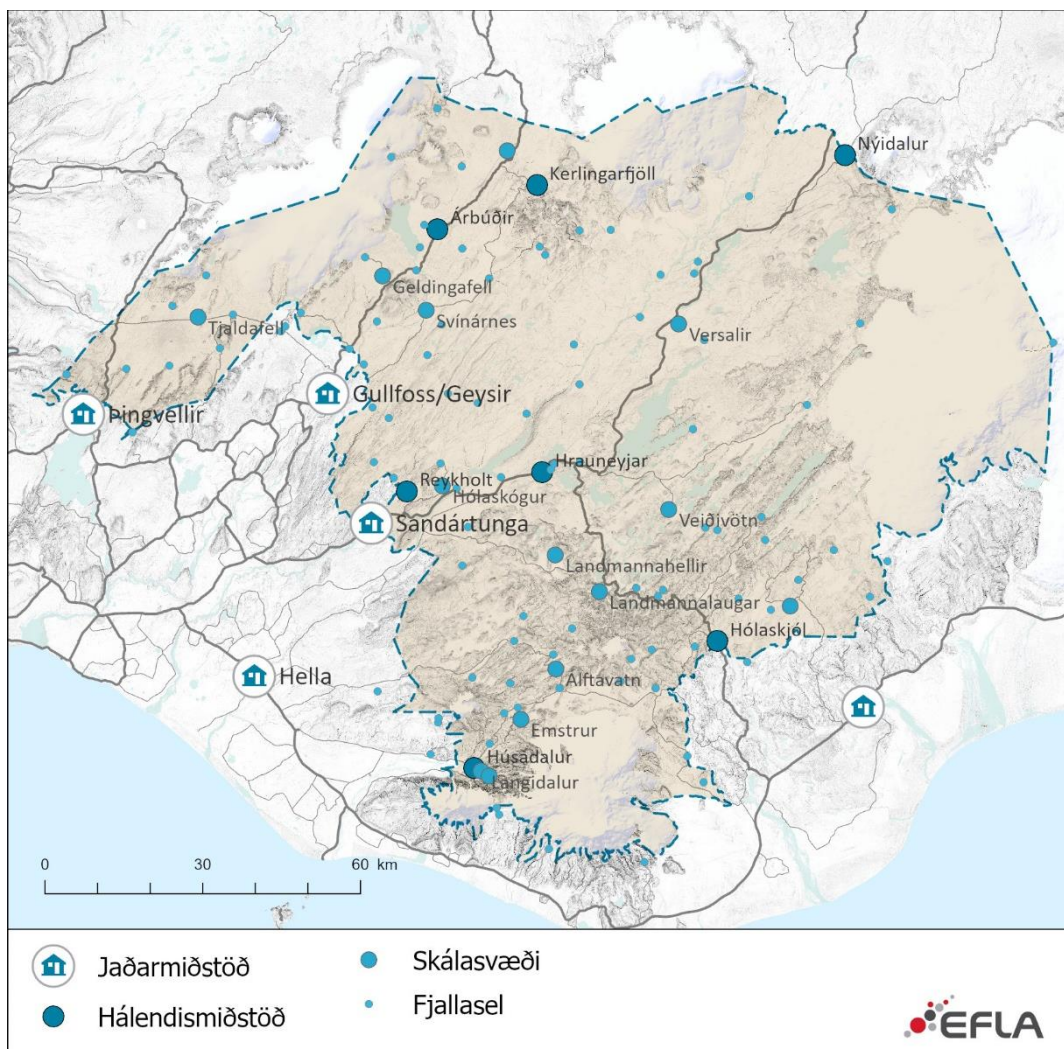 Nýidalur
Kerlingarfjöll
Árbúðir
Geldingafell
Svínárnes
Tjaldafell
Versalir
Gullfoss/Geysir
Þingvellir
Hrauneyjar
Reykholt
Hólaskógur
Sandártunga
Veiðivötn
Landmannahellir
Landmannalaugar
Hólaskjól
Hella
Álftavatn
Emstrur
Húsadalur
Langidalur
0 30 60 km
Jaðarmiðstöð
Skálasvæði
Hálendismiðstöð
Fjallasel
EFLA